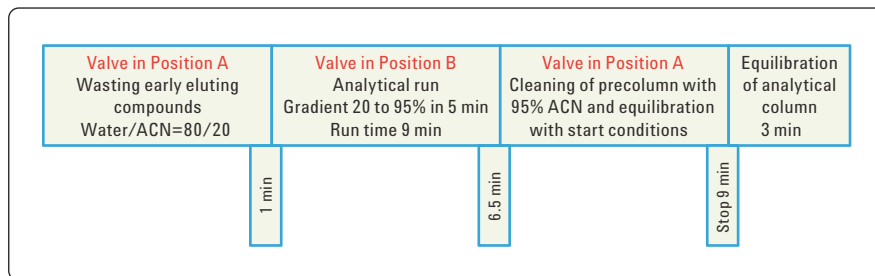 Valve in Position A
Wasting early eluting
compounds
Water/ACN=80/20
Valve in Position B
Analytical run
Gradient 20 to 95% in 5 min
Run time 9 min
Valve in Position A
Cleaning of precolumn with
95% ACN and equilibration
with start conditions
Equilibration
of analytical
column
3 min
1 min
6.5 min
Stop 9 min